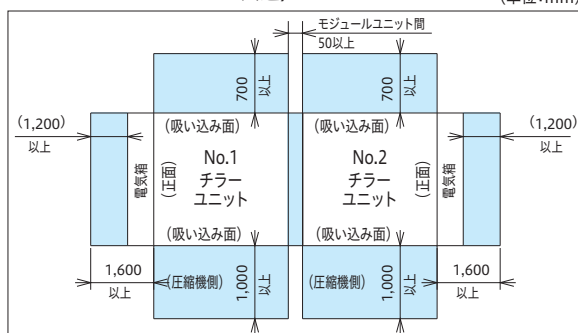 (単位:mm)
モジュールユニット間
50以上
700
以上
700
以上
(1,200)
以上
(1,200)
以上
(吸い込み面)
(吸い込み面)
電気箱
(正面)
No.1
チラー
ユニット
No.2
チラー
ユニット
(正面)
電気箱
(吸い込み面)
(吸い込み面)
1,600
以上
(圧縮機側)
1,000
以上
(圧縮機側)
1,000
以上
1,600
以上